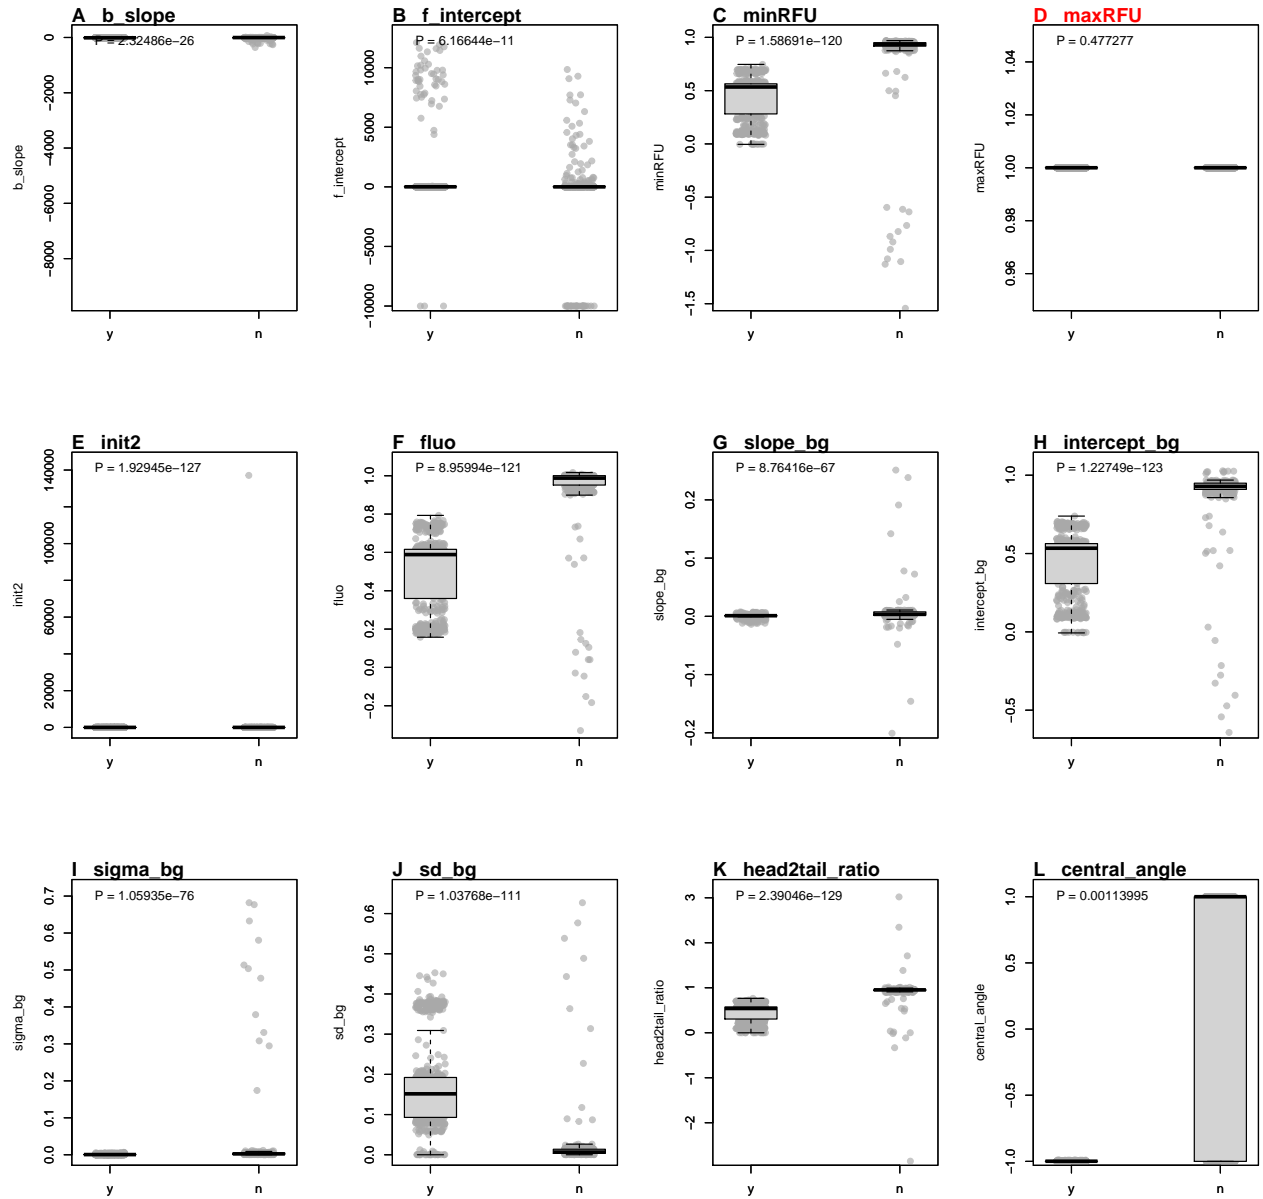 A b_slope
P = 2.32486e−26
b_slope
0
−2000
−4000
−6000
−8000
y n
B f_intercept
P = 6.16644e−11
f_intercept
10000
5000
0
−5000
−10000
y n
C minRFU
P = 1.58691e−120
minRFU
1.0
0.5
0.0
−0.5
−1.0
−1.5
y n
D maxRFU
P = 0.477277
maxRFU
1.04
1.02
1.00
0.98
0.96
y n
E init2
P = 1.92945e−127
init2
140000
100000
60000
20000
0
y n
F fluo
P = 8.95994e−121
fluo
1.0
0.8
0.6
0.4
0.2
0.0
−0.2
y n
G slope_bg
P = 8.76416e−67
slope_bg
0.2
0.1
0.0
−0.1
−0.2
y n
H intercept_bg
P = 1.22749e−123
intercept_bg
1.0
0.5
0.0
−0.5
y n
I sigma_bg
P = 1.05935e−76
sigma_bg
0.7
0.6
0.5
0.4
0.3
0.2
0.1
0.0
y n
J sd_bg
P = 1.03768e−111
sd_bg
0.6
0.5
0.4
0.3
0.2
0.1
0.0
y n
K head2tail_ratio
P = 2.39046e−129
head2tail_ratio
3
2
1
0
−1
−2
y n
L central_angle
P = 0.00113995
central_angle
1.0
0.5
0.0
−0.5
−1.0
y n